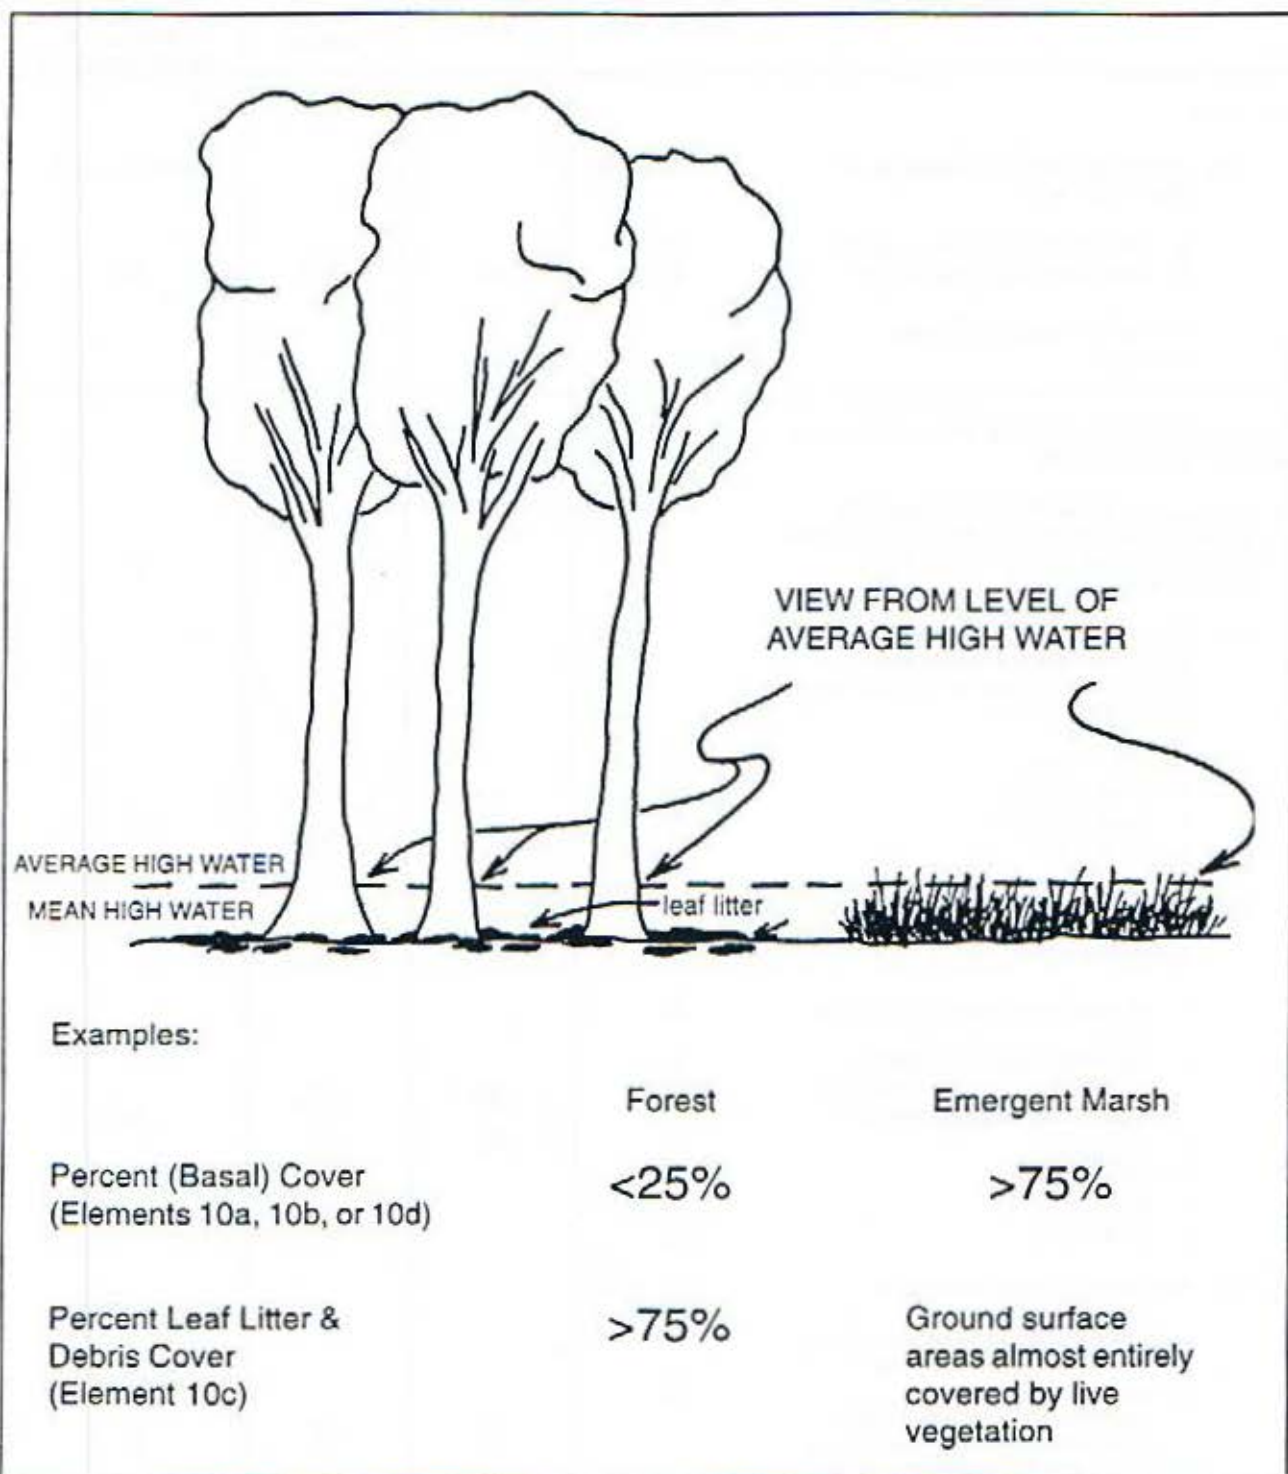 VIEW FROM LEVEL OF
AVERAGE HIGH WATER
AVERAGE HIGH WATER
MEAN HIGH WATER
leaf litter
Examples:
Forest
Emergent Marsh
Percent (Basal) Cover
(Elements 10a, 10b, or 10d)
<25%
>75%
Percent Leaf Litter &
Debris Cover
(Element 10c)
>75%
Ground surface
areas almost entirely
covered by live
vegetation